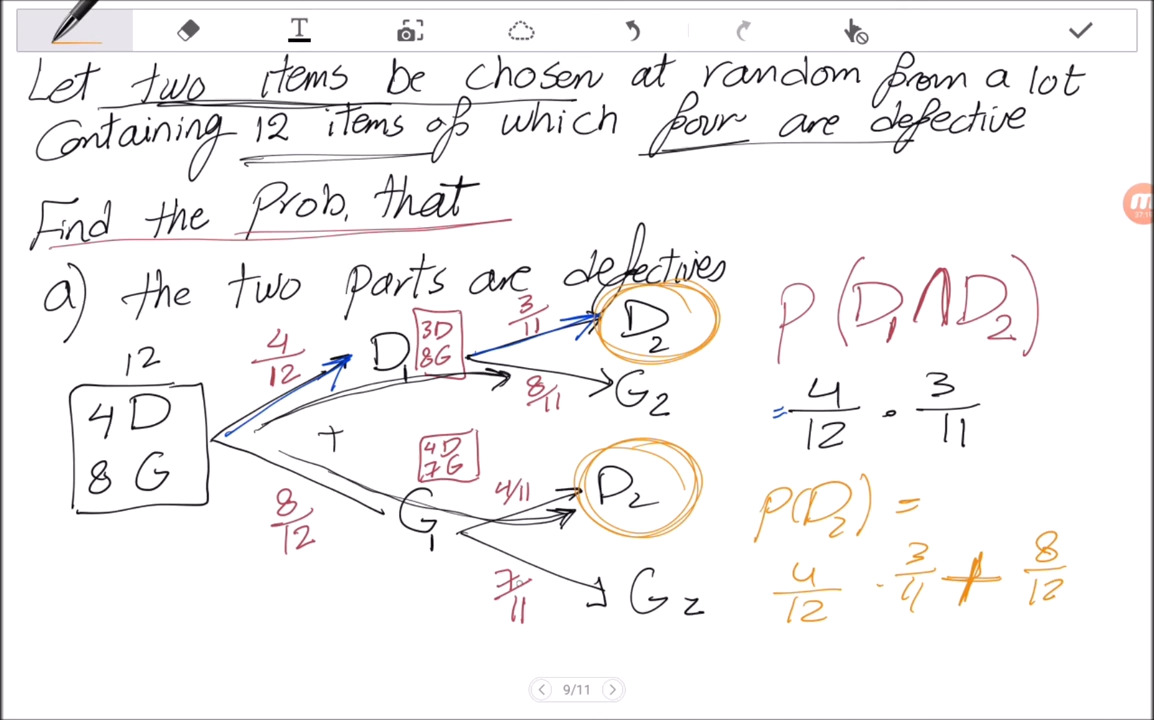 T
Let two items be chosen at random from a lot
Containing 12 items of which four are defective
Find the Prob. that
a) the two parts are defectives
12
4 D
8 G
4/12
D1
3D
8G
3/11
D2
8/11
G2
+
8/12
G1
4D
7G
4/11
D2
7/11
G2
P(D1∩D2)
= 4/12 . 3/11
P(D2) =
4/12 . 3/11 + 8/12
9/11